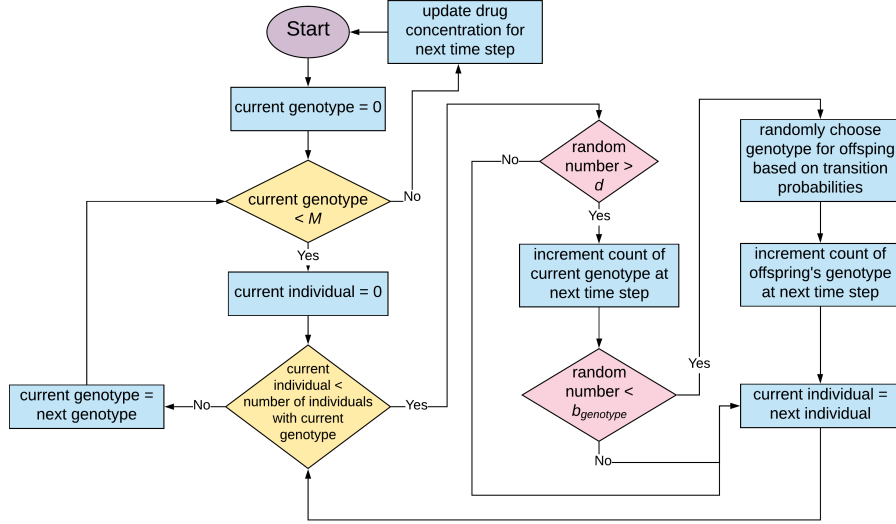 Start
update drug
concentration for
next time step
current genotype = 0
current genotype
< M
No
Yes
current individual = 0
current
individual <
number of individuals
with current
genotype
No
current genotype =
next genotype
Yes
random
number >
d
No
Yes
increment count of
current genotype at
next time step
random
number <
bgenotype
No
Yes
randomly choose
genotype for offsping
based on transition
probabilities
increment count of
offspring's genotype
at next time step
current individual =
next individual